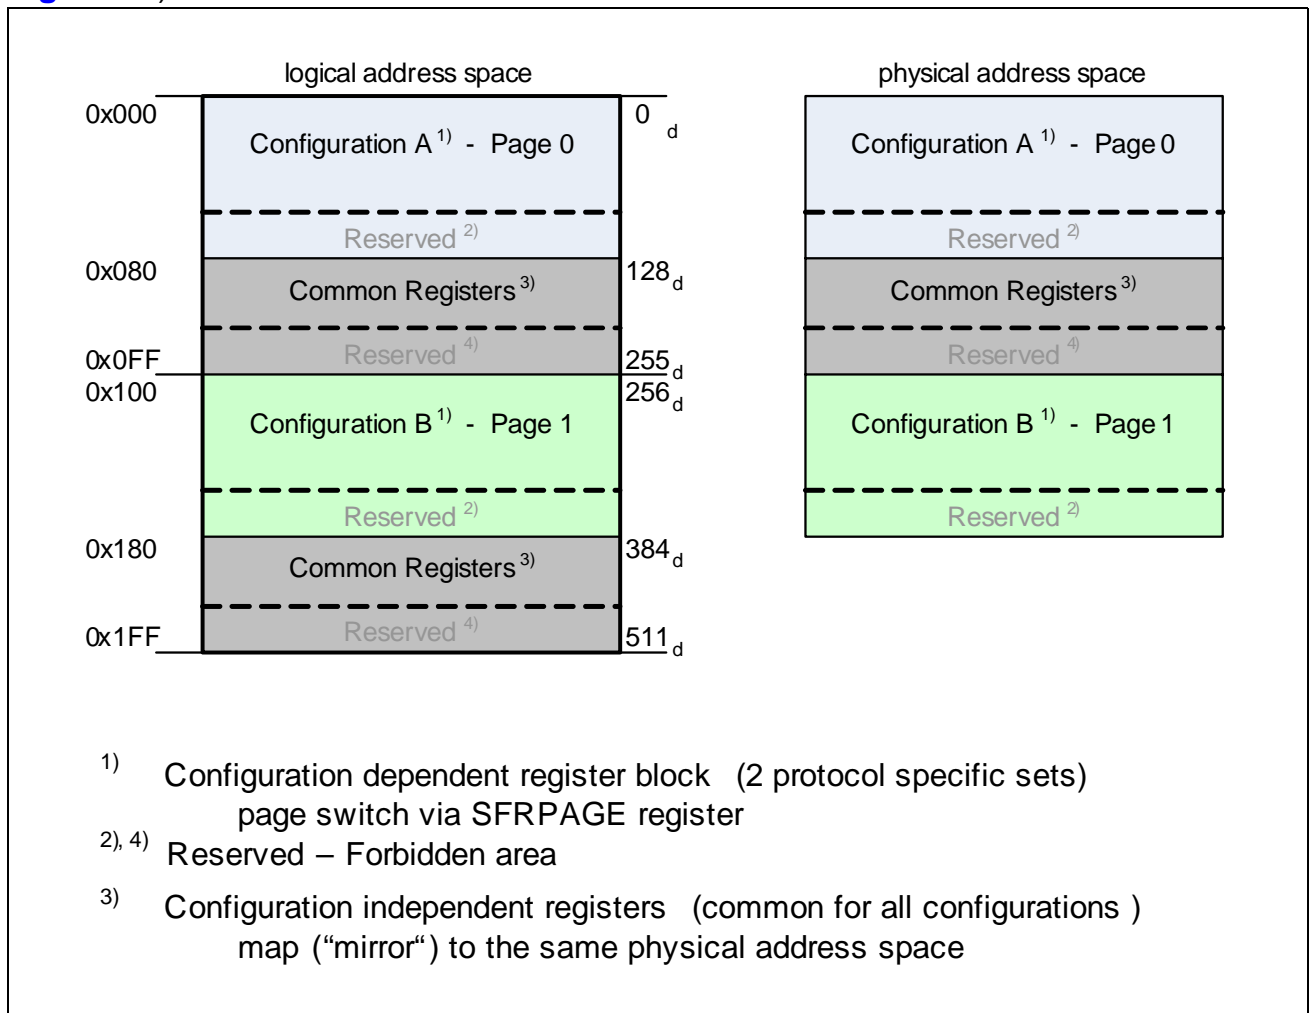 logical address space physical address space
0x000 0 d
Configuration A 1) - Page 0 Configuration A 1) - Page 0
Reserved 2) Reserved 2)
0x080 128 d
Common Registers 3) Common Registers 3)
Reserved 4) Reserved 4)
0x0FF 255 d
0x100 256 d
Configuration B 1) - Page 1 Configuration B 1) - Page 1
Reserved 2) Reserved 2)
0x180 384 d
Common Registers 3)
Reserved 4)
0x1FF 511 d
1) Configuration dependent register block (2 protocol specific sets)
page switch via SFRPAGE register
2), 4) Reserved – Forbidden area
3) Configuration independent registers (common for all configurations )
map (“mirror“) to the same physical address space